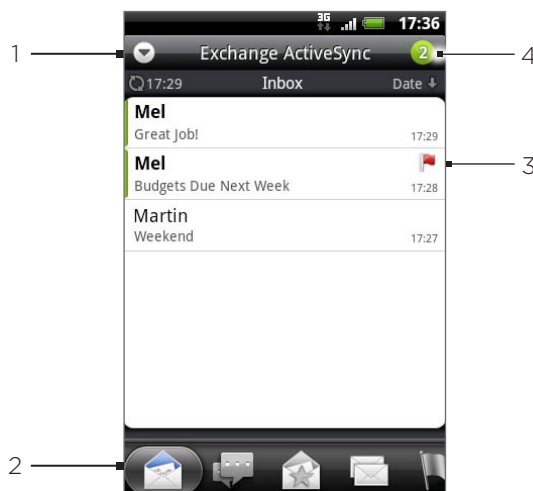 3G 17:36
1 Exchange ActiveSync 2 4
17:29 Inbox Date
Mel
Great Job! 17:29
Mel 3
Budgets Due Next Week 17:28
Martin
Weekend 17:27
2